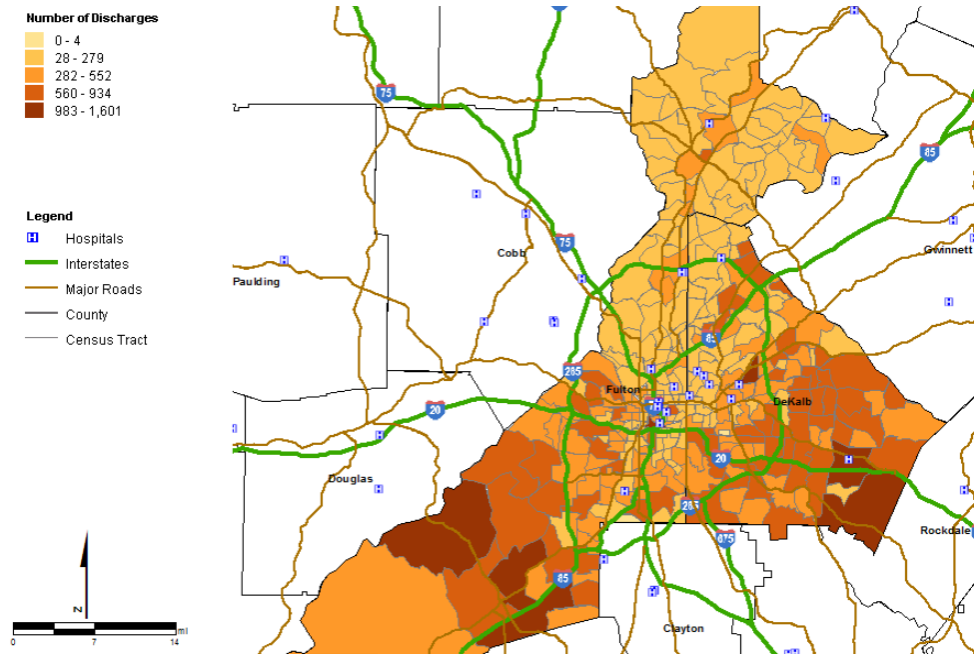 Number of Discharges
0 - 4
28 - 279
282 - 552
560 - 934
983 - 1,601
Legend
H Hospitals
Interstates
Major Roads
County
Census Tract
N
0 7 14 mi
75
85
Cobb
75
Gwinnett
Paulding
285
Fulton
DeKalb
20
20
Douglas
285
Rockdale
675
85
Clayton